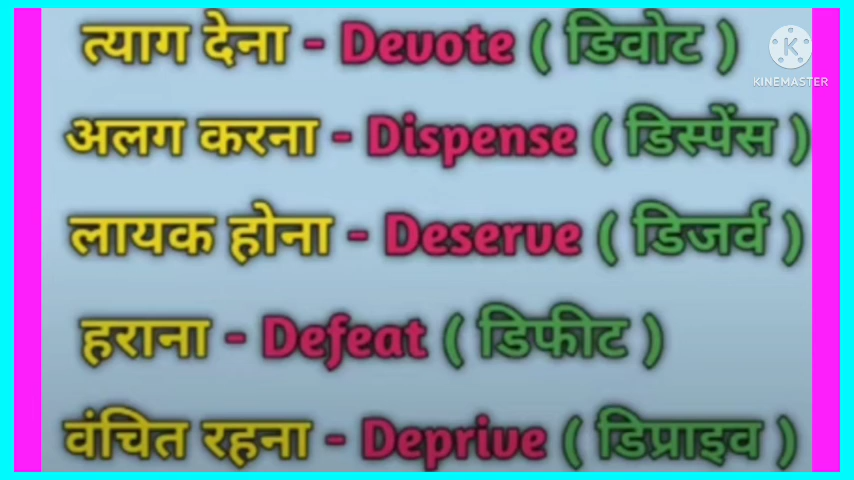 त्याग देना - Devote ( डिवोट )
KINEMASTER
अलग करना - Dispense ( डिस्पेंस )
लायक होना - Deserve ( डिजर्व )
हराना - Defeat ( डिफीट )
वंचित रहना - Deprive ( डिप्राइव )